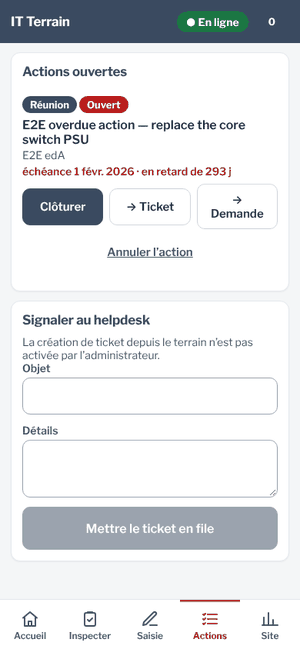 IT Terrain
En ligne
0
Actions ouvertes
Réunion
Ouvert
E2E overdue action — replace the core
switch PSU
E2E edA
échéance 1 févr. 2026 · en retard de 293 j
Clôturer
→ Ticket
→
Demande
Annuler l'action
Signaler au helpdesk
La création de ticket depuis le terrain n'est pas
activée par l'administrateur.
Objet
Détails
Mettre le ticket en file
Accueil
Inspecter
Saisie
Actions
Site